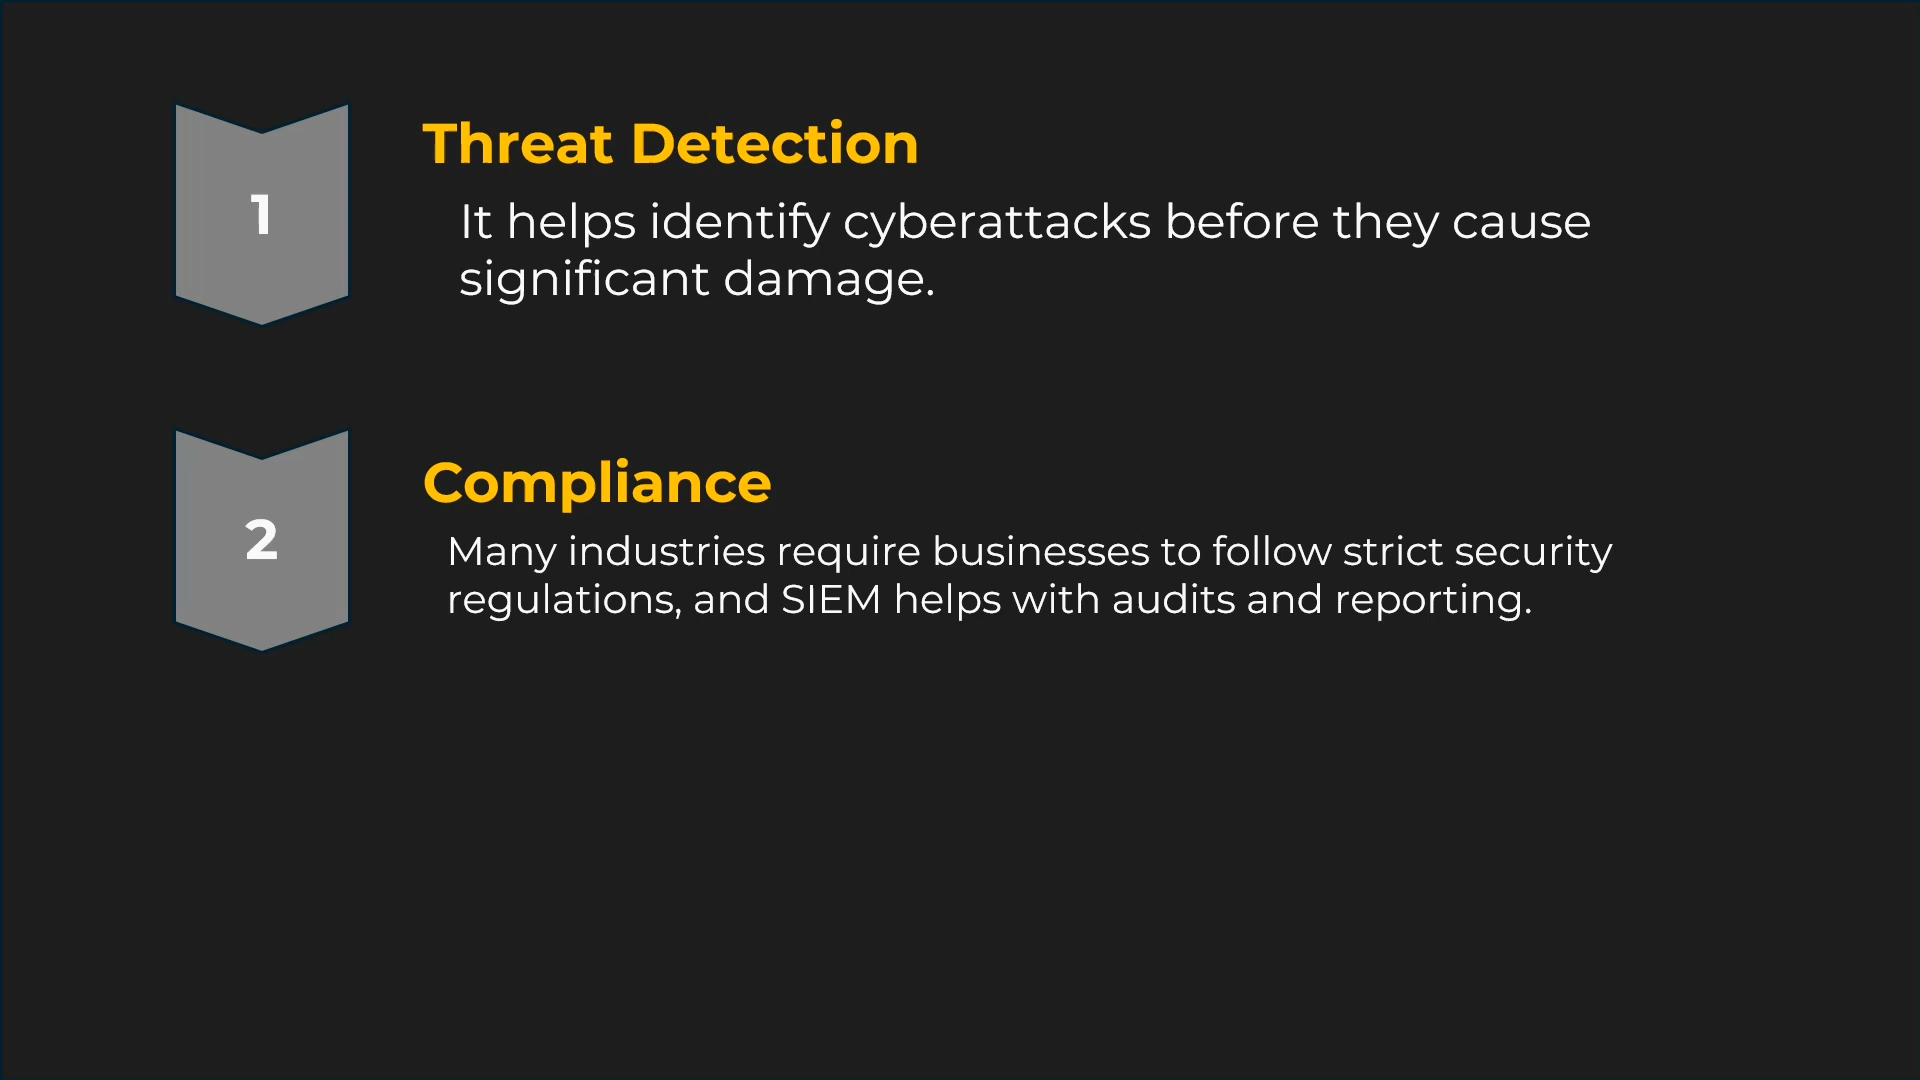 1
Threat Detection
It helps identify cyberattacks before they cause
significant damage.
2
Compliance
Many industries require businesses to follow strict security
regulations, and SIEM helps with audits and reporting.